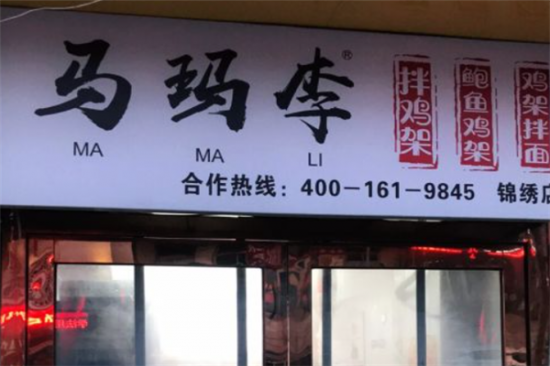 马玛李®
MA MA LI
拌鸡架
鲍鱼鸡架
鸡架拌面
合作热线：400-161-9845 锦绣店